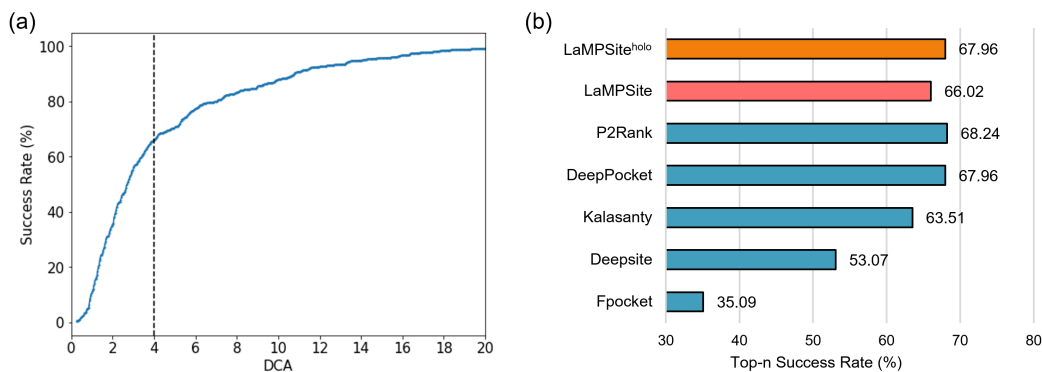 (a)
100
80
60
40
20
0
Success Rate (%)
0 2 4 6 8 10 12 14 16 18 20
DCA
(b)
LaMPSiteʰᵒˡᵒ 67.96
LaMPSite 66.02
P2Rank 68.24
DeepPocket 67.96
Kalasanty 63.51
Deepsite 53.07
Fpocket 35.09
30 40 50 60 70 80
Top-n Success Rate (%)